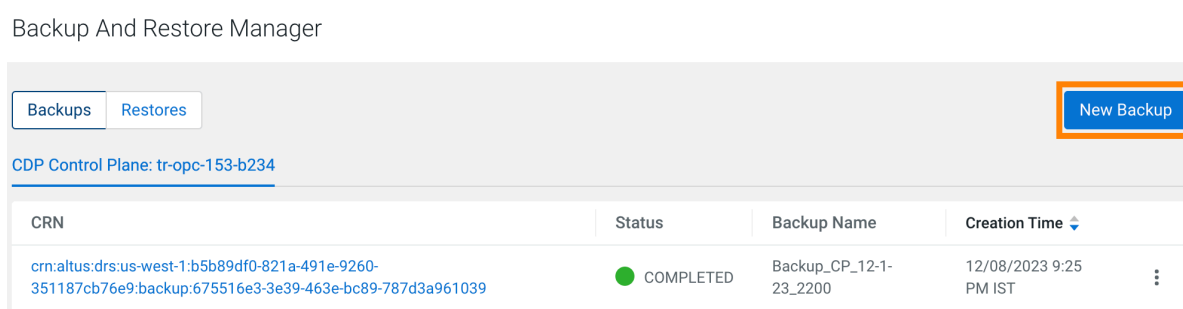 Backup And Restore Manager
Backups Restores New Backup
CDP Control Plane: tr-opc-153-b234
CRN Status Backup Name Creation Time
crn:altus:drs:us-west-1:b5b89df0-821a-491e-9260- COMPLETED Backup_CP_12-1- 12/08/2023 9:25
351187cb76e9:backup:675516e3-3e39-463e-bc89-787d3a961039 23_2200 PM IST